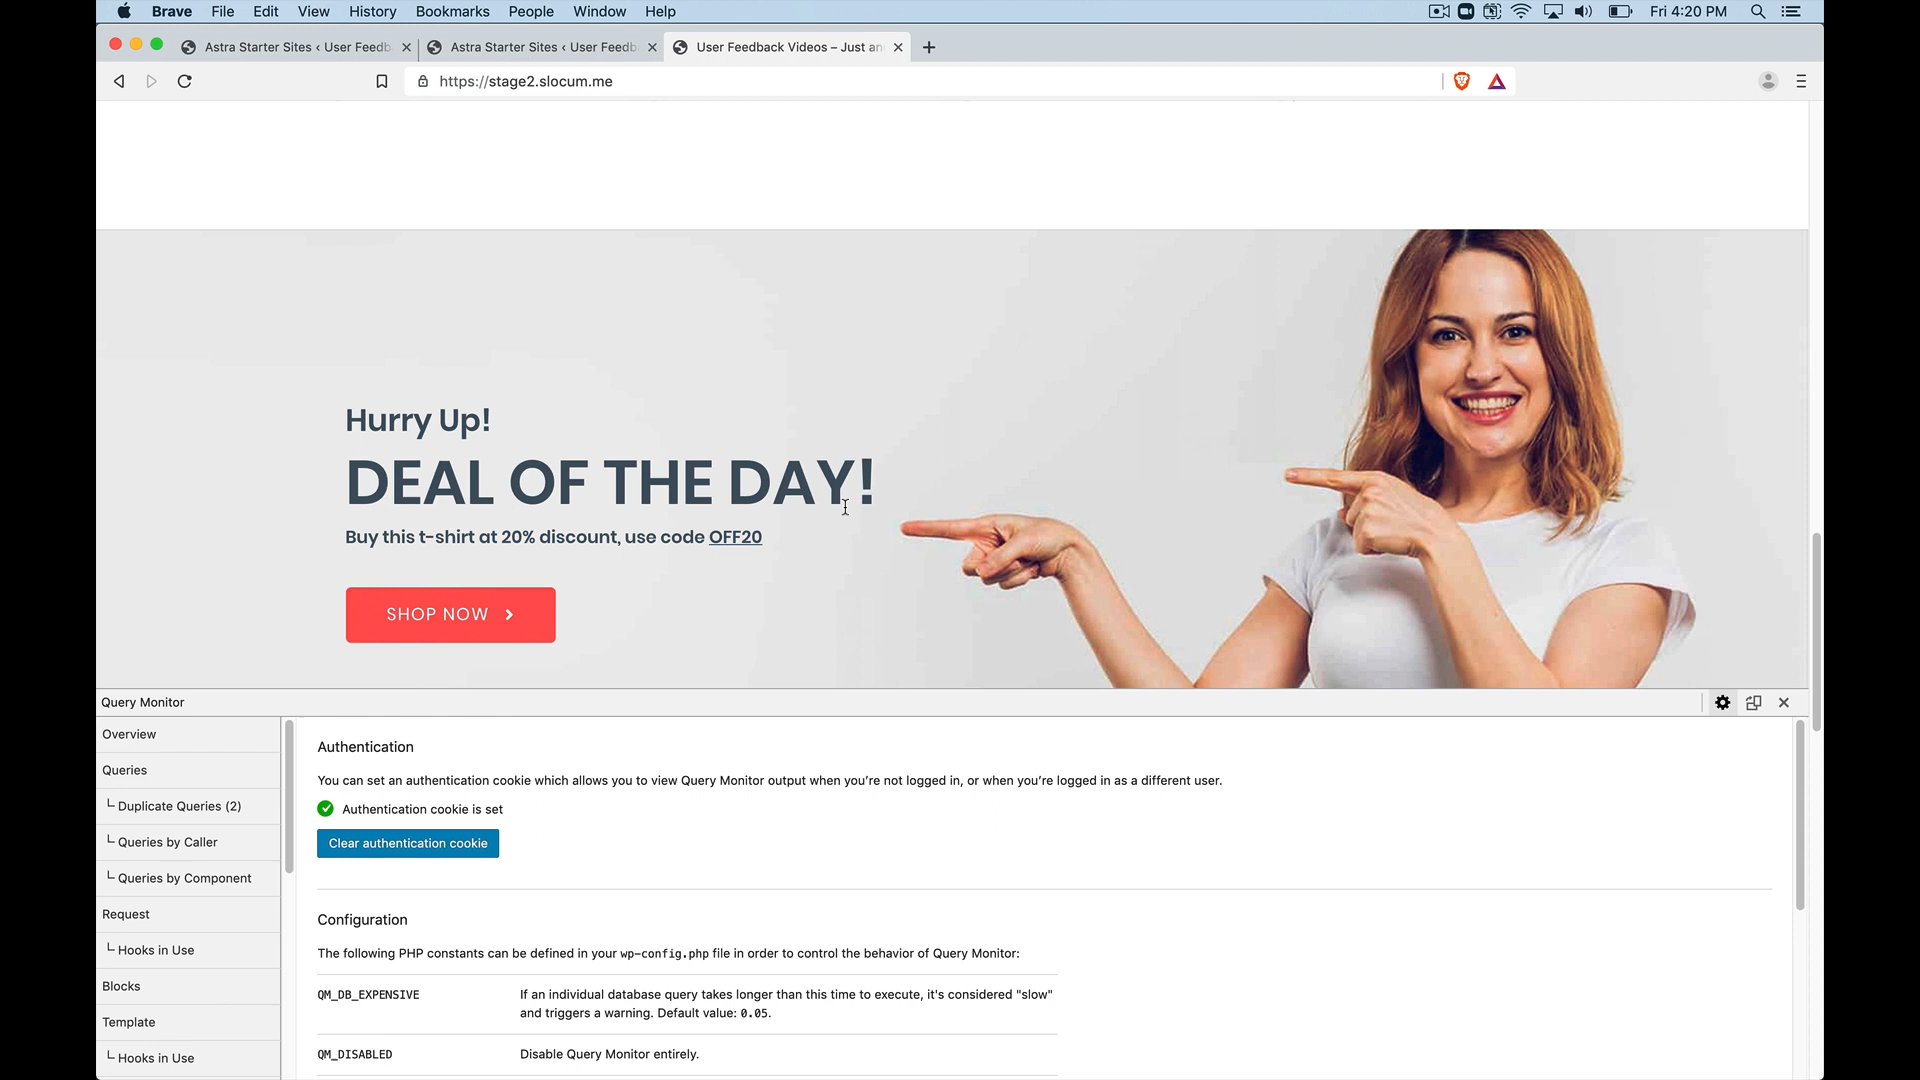 Brave File Edit View History Bookmarks People Window Help Fri 4:20 PM
Astra Starter Sites ‹ User Feedb Astra Starter Sites ‹ User Feedb User Feedback Videos – Just an
https://stage2.slocum.me
Hurry Up!
DEAL OF THE DAY!
Buy this t-shirt at 20% discount, use code OFF20
SHOP NOW
Query Monitor
Overview
Queries
Duplicate Queries (2)
Queries by Caller
Queries by Component
Request
Hooks in Use
Blocks
Template
Hooks in Use
Authentication
You can set an authentication cookie which allows you to view Query Monitor output when you’re not logged in, or when you’re logged in as a different user.
Authentication cookie is set
Clear authentication cookie
Configuration
The following PHP constants can be defined in your wp-config.php file in order to control the behavior of Query Monitor:
QM_DB_EXPENSIVE If an individual database query takes longer than this time to execute, it's considered "slow"
and triggers a warning. Default value: 0.05.
QM_DISABLED Disable Query Monitor entirely.